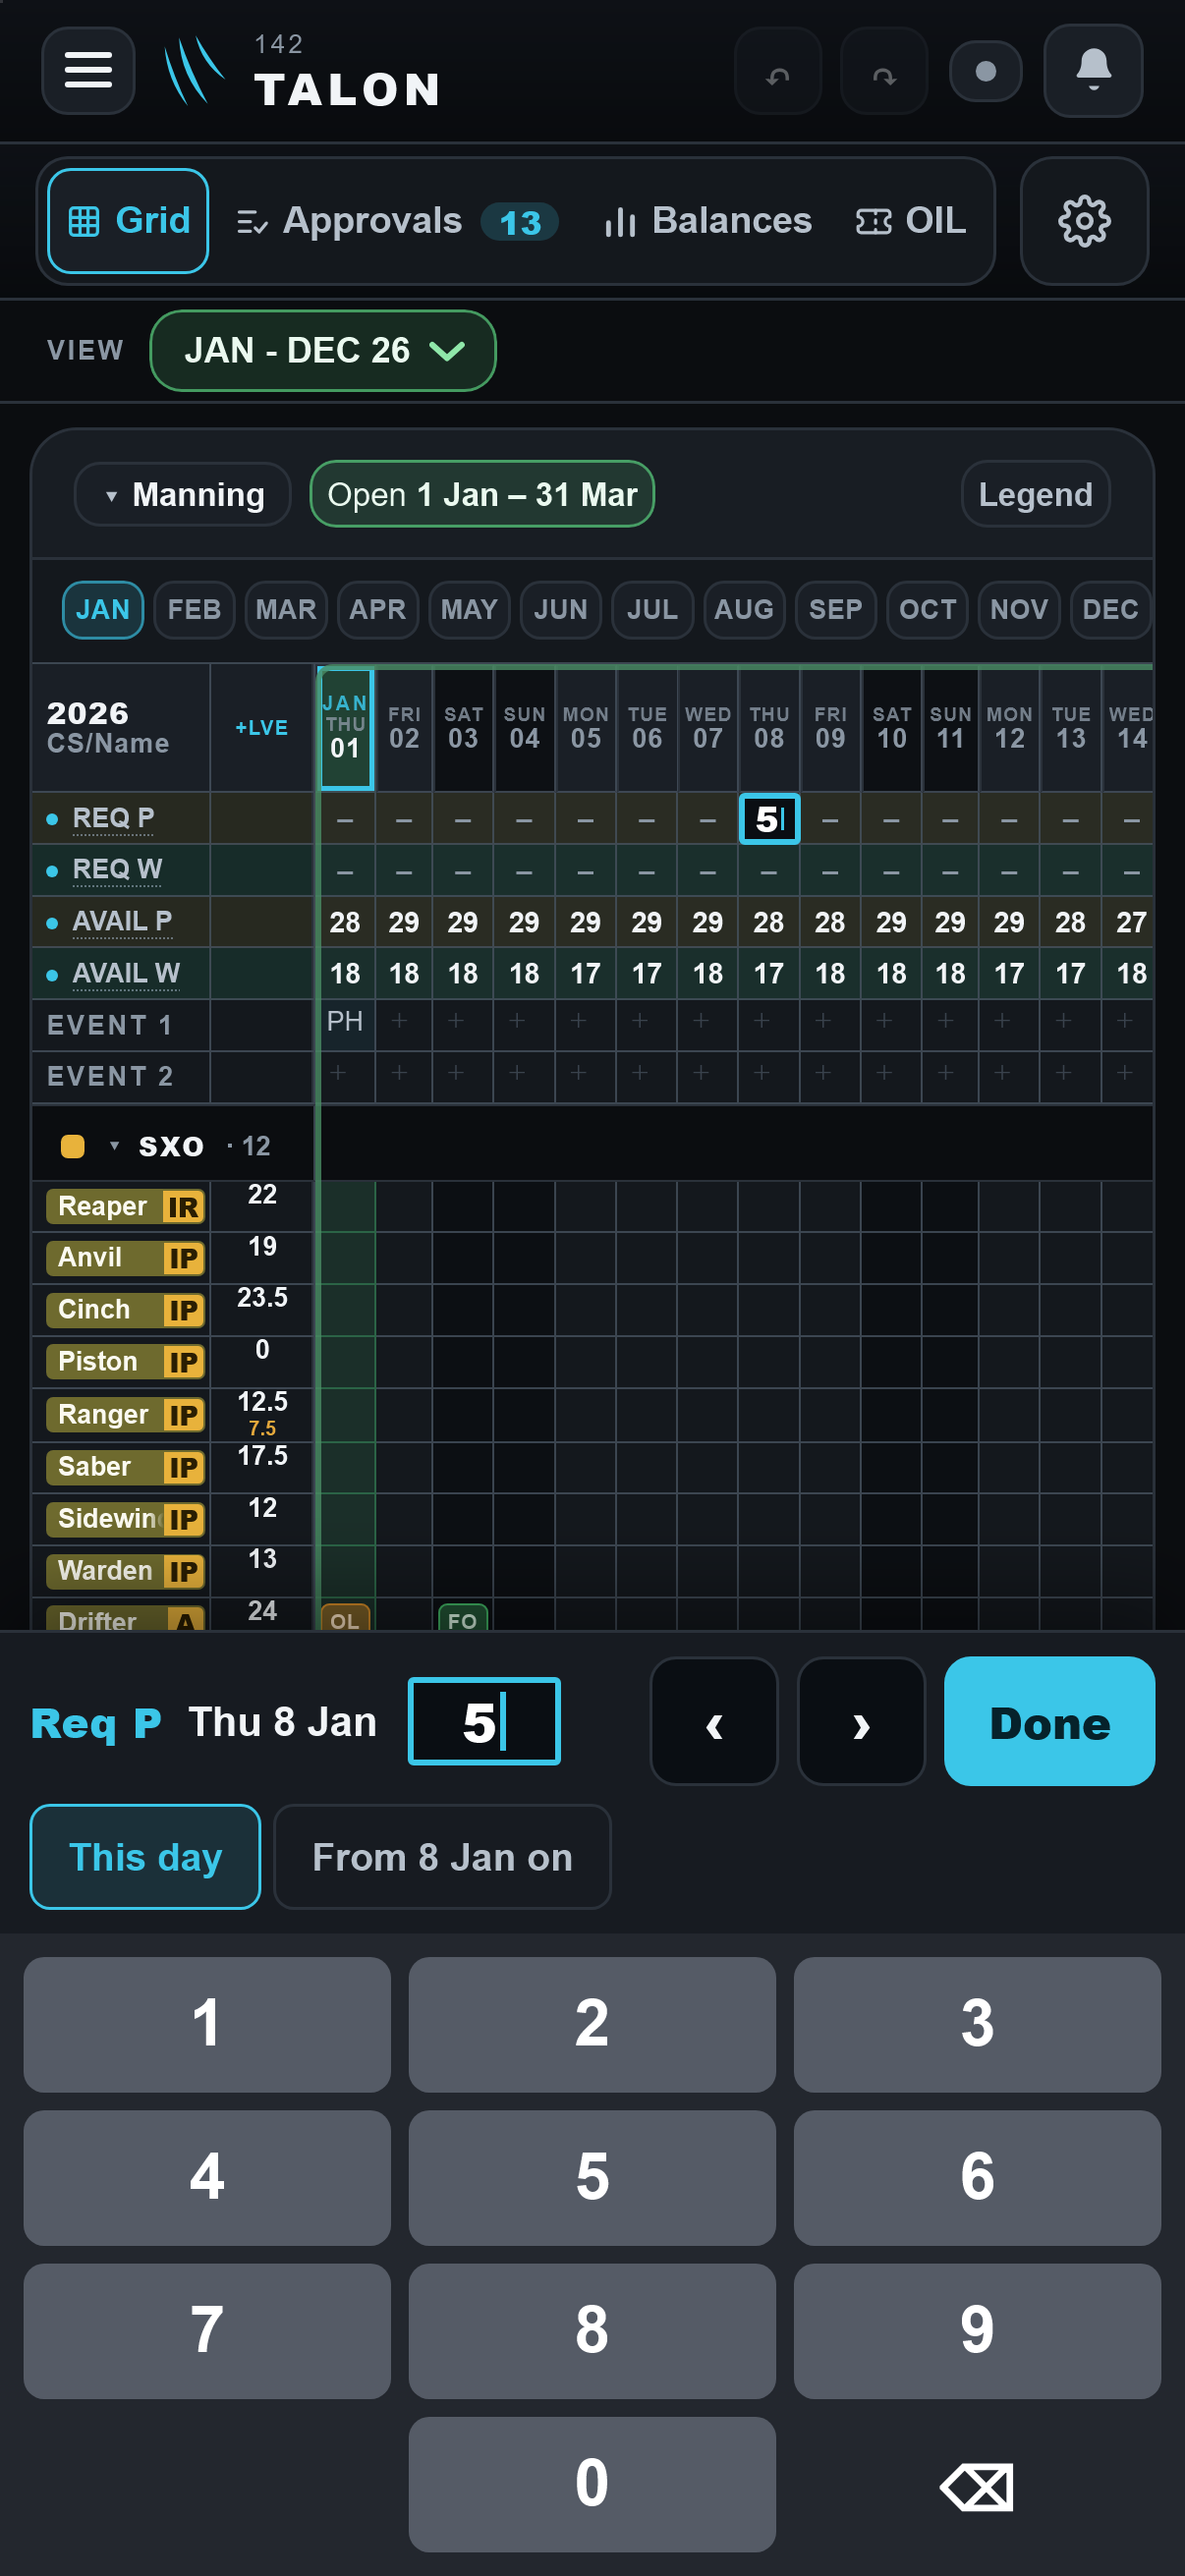 142
TALON
Grid Approvals 13 Balances OIL
VIEW JAN - DEC 26
Manning Open 1 Jan – 31 Mar Legend
JAN FEB MAR APR MAY JUN JUL AUG SEP OCT NOV DEC
2026 CS/Name +LVE JAN THU 01 FRI 02 SAT 03 SUN 04 MON 05 TUE 06 WED 07 THU 08 FRI 09 SAT 10 SUN 11 MON 12 TUE 13 WED 14
REQ P – – – – – – – 5 – – – – – –
REQ W – – – – – – – – – – – – – –
AVAIL P 28 29 29 29 29 29 29 28 28 29 29 29 28 27
AVAIL W 18 18 18 18 17 17 18 17 18 18 18 17 17 18
EVENT 1 PH + + + + + + + + + + + + +
EVENT 2 + + + + + + + + + + + + + +
SXO · 12
Reaper IR 22
Anvil IP 19
Cinch IP 23.5
Piston IP 0
Ranger IP 12.5
7.5
Saber IP 17.5
IP 12
Warden IP 13
Drifter A 24 OL FO
Req P Thu 8 Jan 5 ‹ › Done
This day From 8 Jan on
1 2 3
4 5 6
7 8 9
0